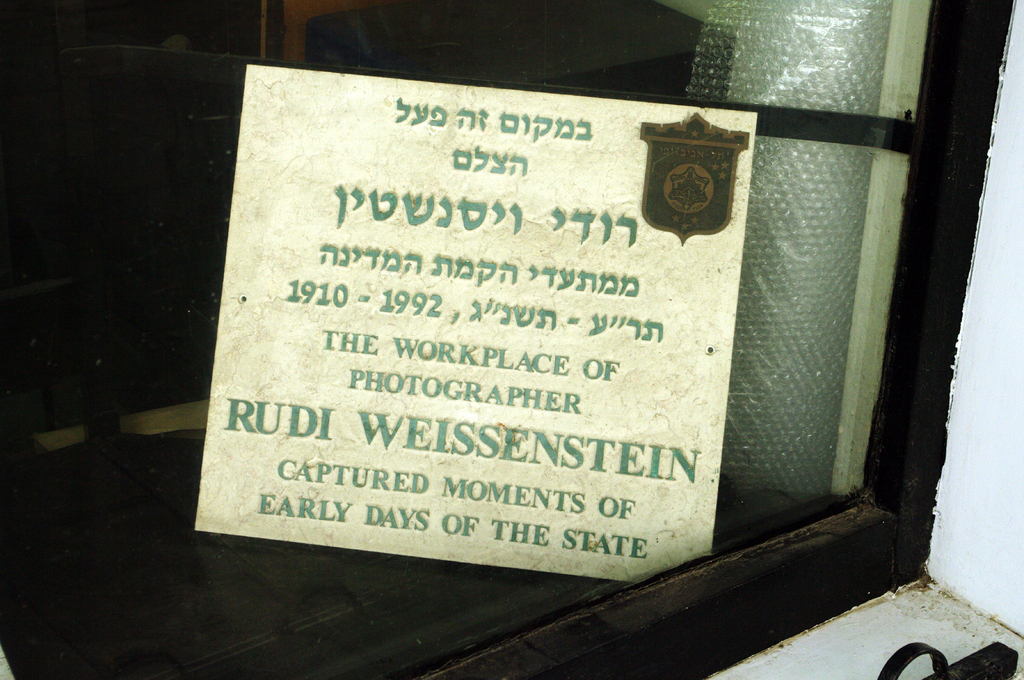 במקום זה פעל
הצלם
רודי ויסנשטין
ממתעדי הקמת המדינה
תר״ע - תשנ״ג, 1992 - 1910
THE WORKPLACE OF
PHOTOGRAPHER
RUDI WEISSENSTEIN
CAPTURED MOMENTS OF
EARLY DAYS OF THE STATE